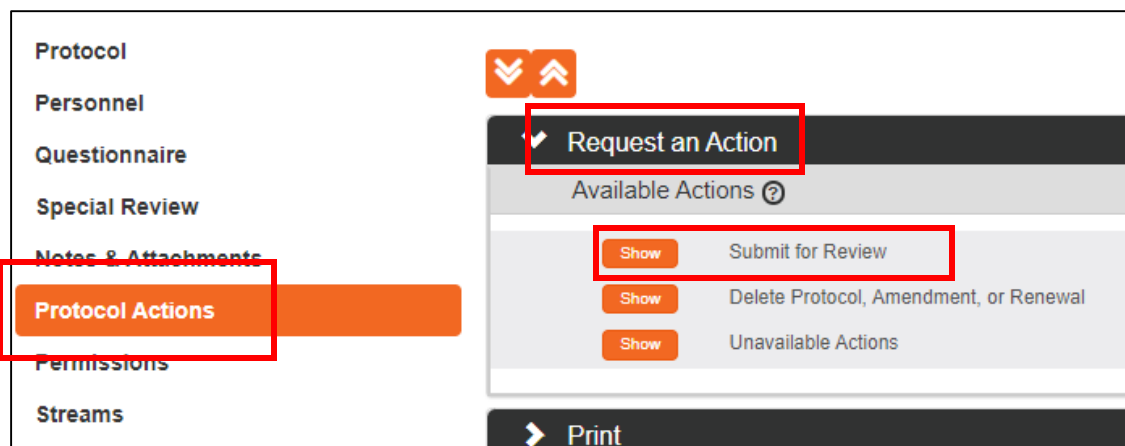 Protocol
Personnel
Questionnaire
Special Review
Notes & Attachments
Protocol Actions
Permissions
Streams
Request an Action
Available Actions ?
Show Submit for Review
Show Delete Protocol, Amendment, or Renewal
Show Unavailable Actions
Print